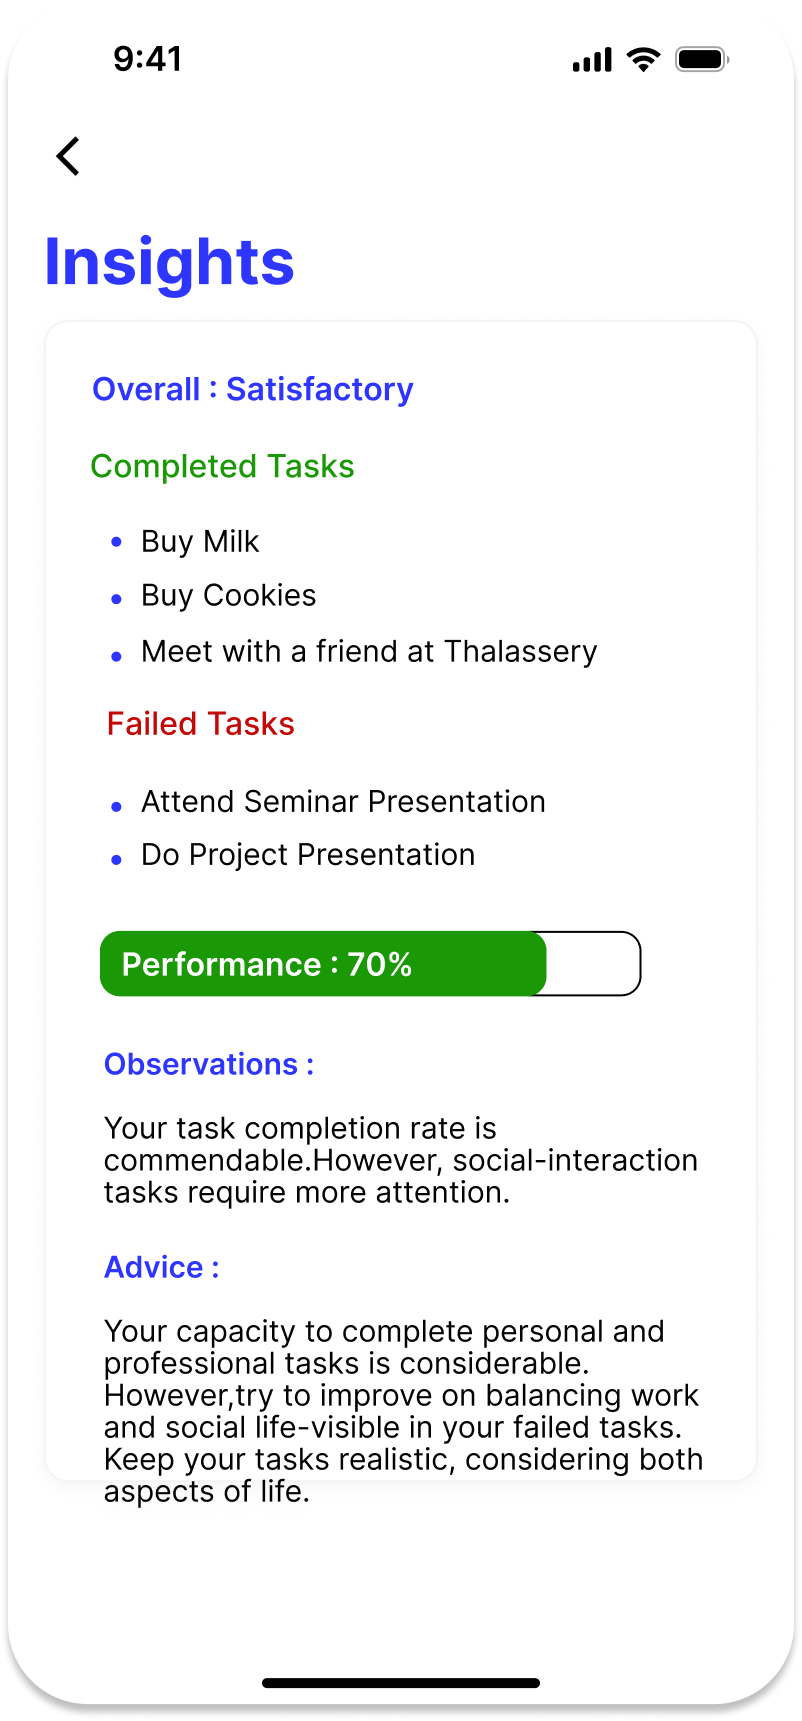 9:41
Insights
Overall : Satisfactory
Completed Tasks
Buy Milk
Buy Cookies
Meet with a friend at Thalassery
Failed Tasks
Attend Seminar Presentation
Do Project Presentation
Performance : 70%
Observations :
Your task completion rate is
commendable.However, social-interaction
tasks require more attention.
Advice :
Your capacity to complete personal and
professional tasks is considerable.
However,try to improve on balancing work
and social life-visible in your failed tasks.
Keep your tasks realistic, considering both
aspects of life.